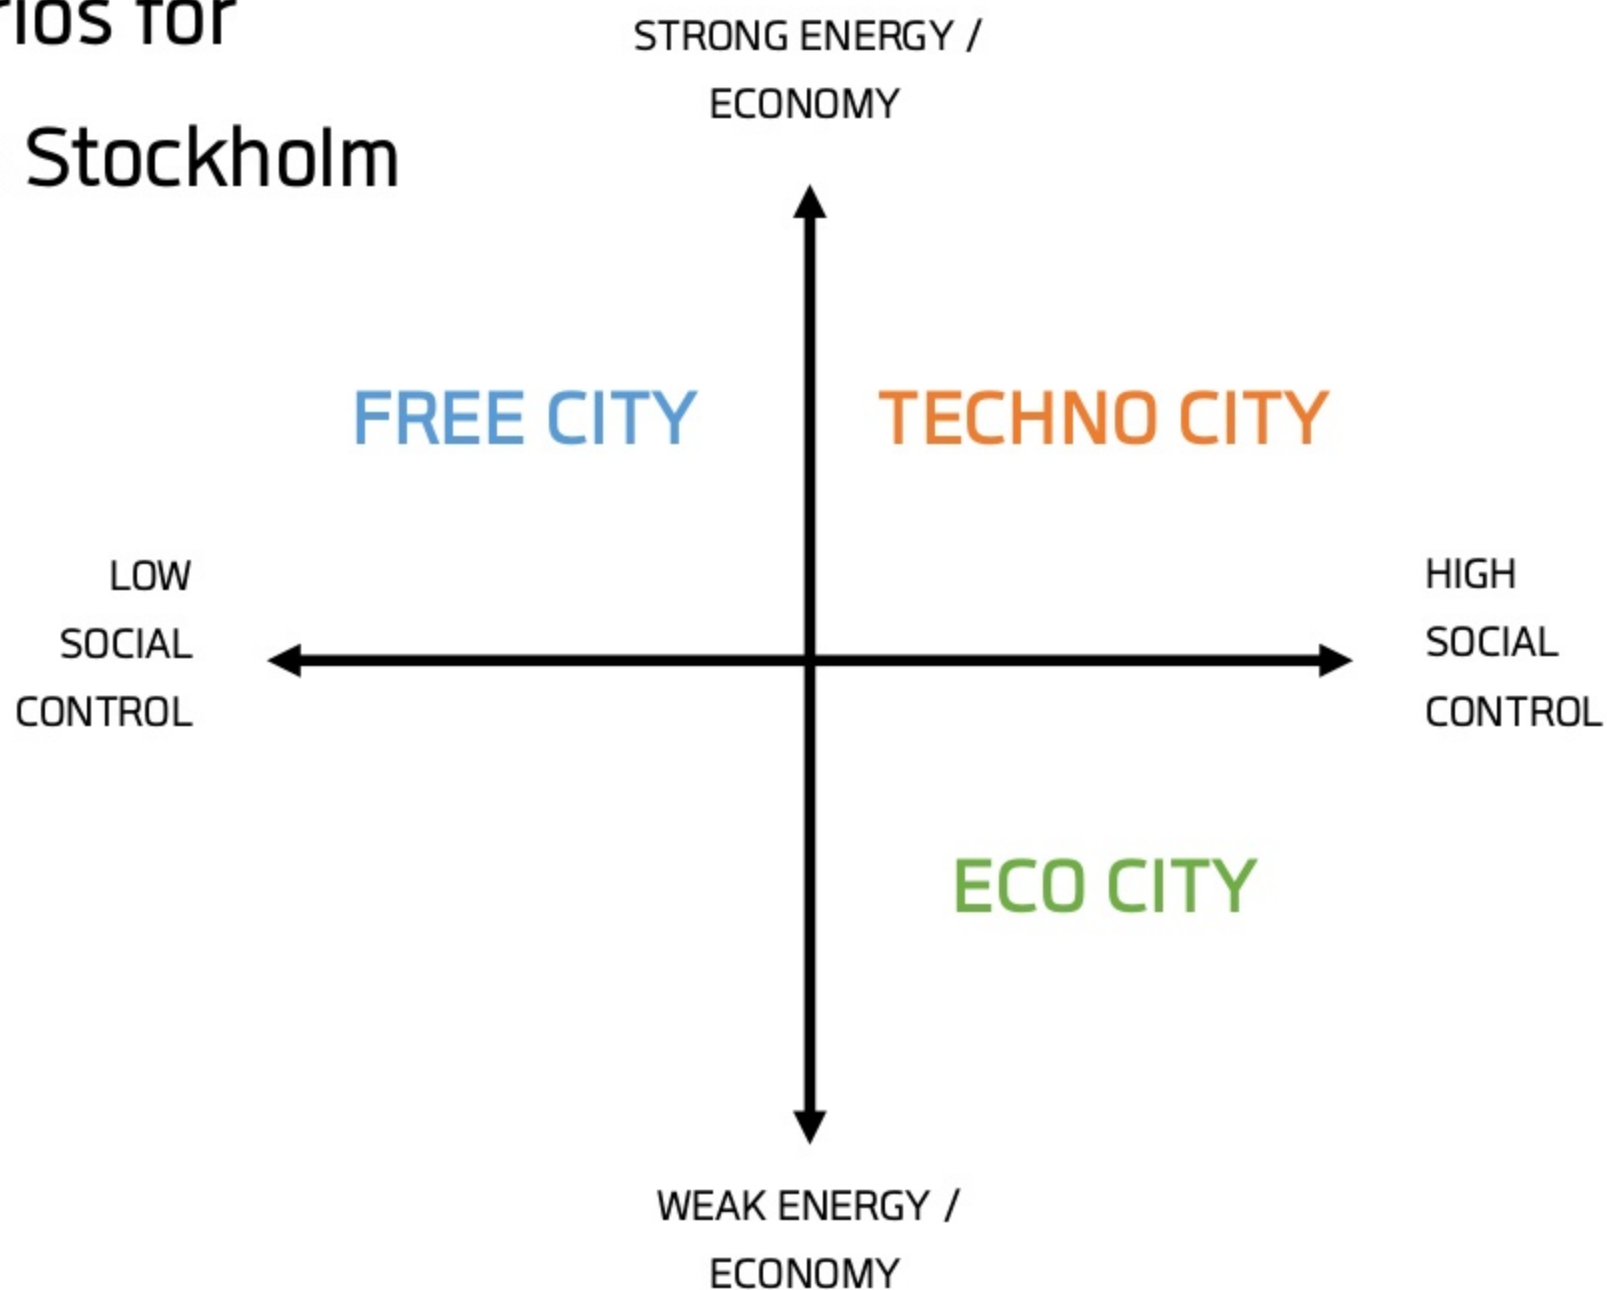 for
Stockholm
STRONG ENERGY /
ECONOMY
FREE CITY
TECHNO CITY
LOW
SOCIAL
CONTROL
HIGH
SOCIAL
CONTROL
ECO CITY
WEAK ENERGY /
ECONOMY